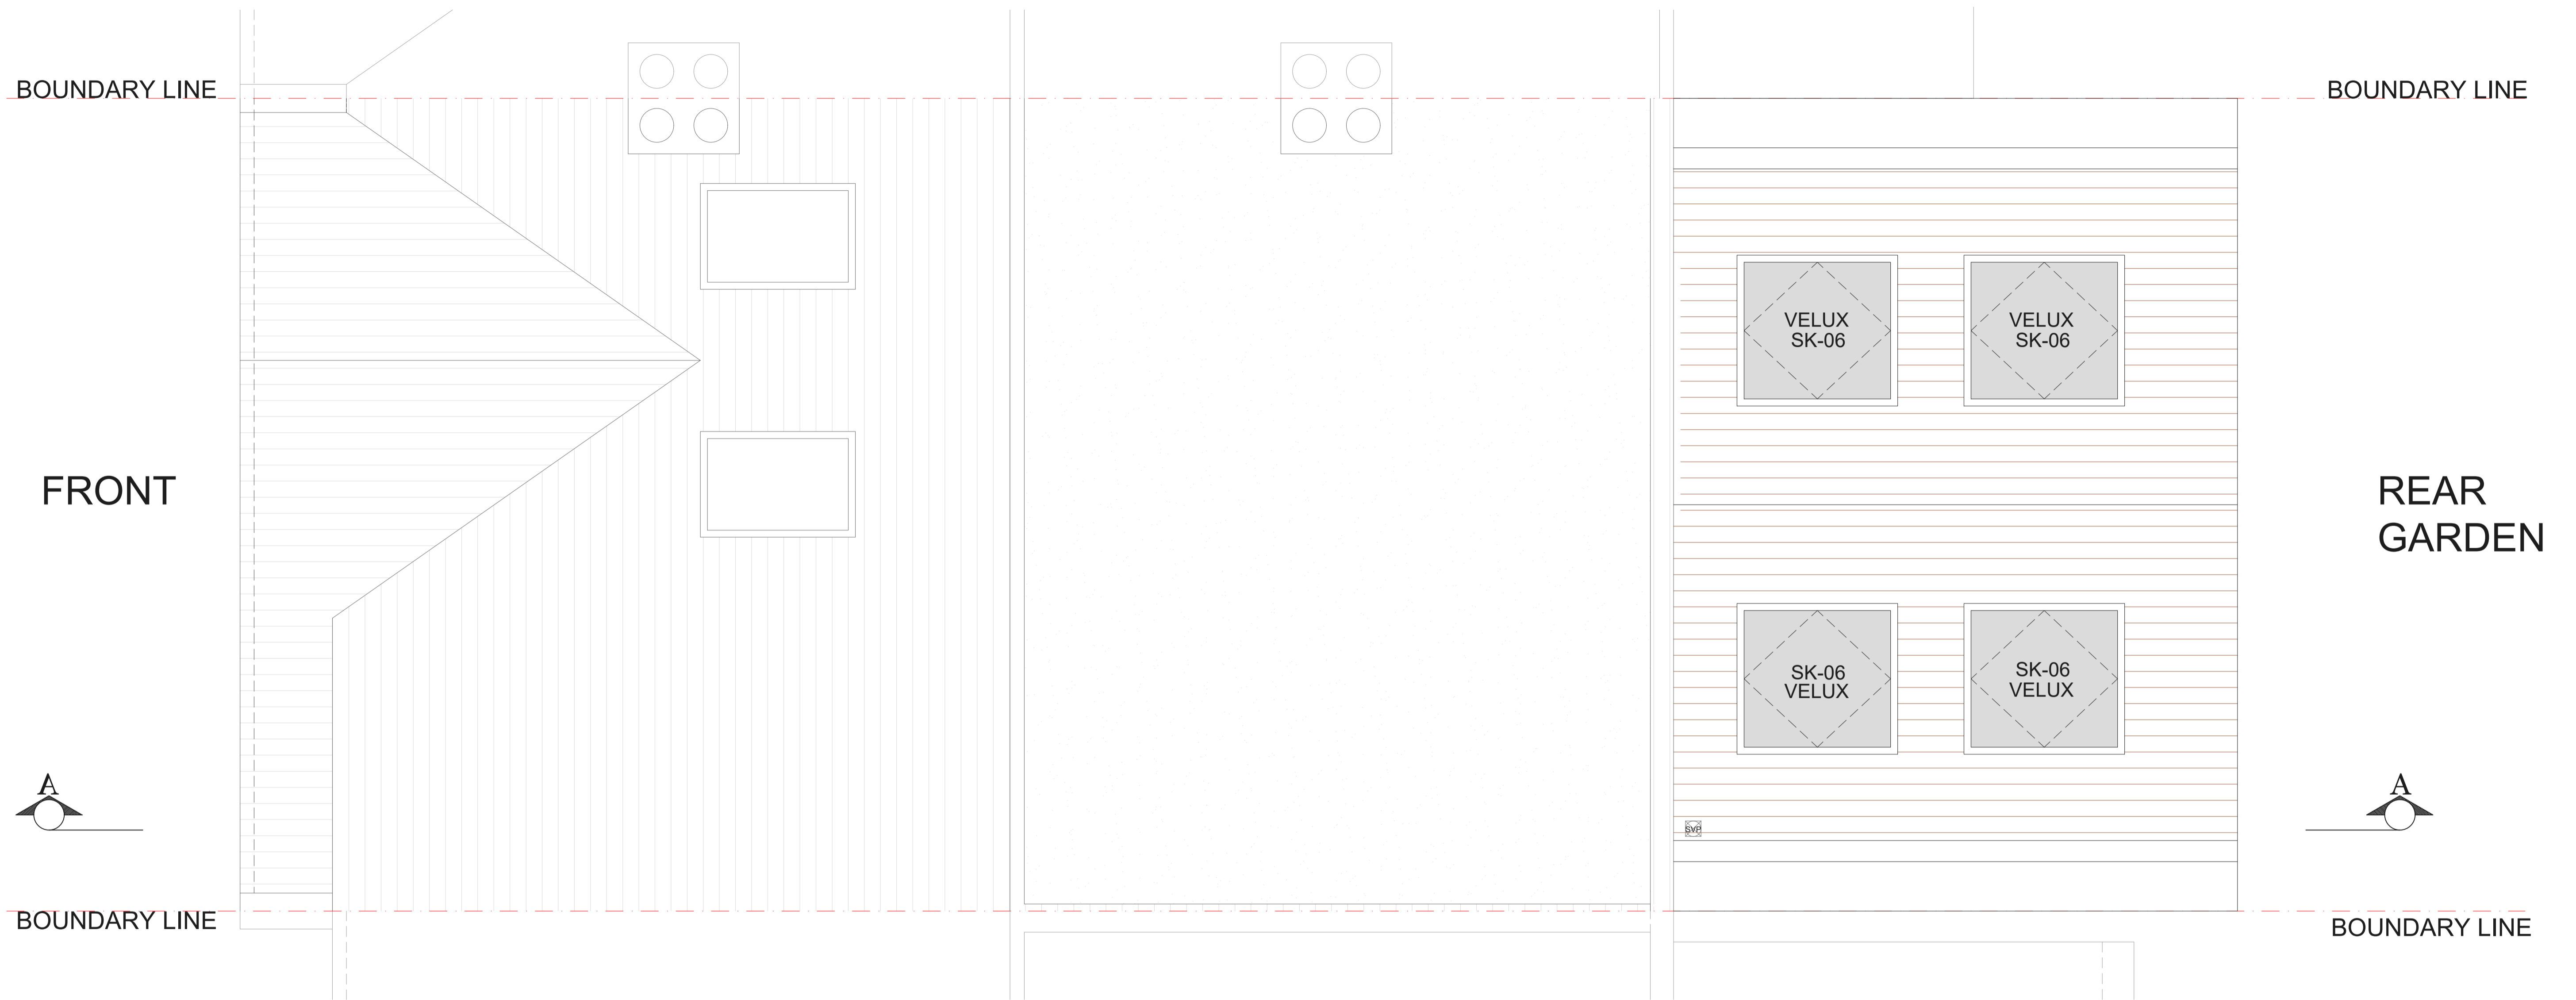 BOUNDARY LINE
BOUNDARY LINE
VELUX
SK-06
VELUX
SK-06
FRONT
REAR
GARDEN
SK-06
VELUX
SK-06
VELUX
A
A
SVP
BOUNDARY LINE
BOUNDARY LINE